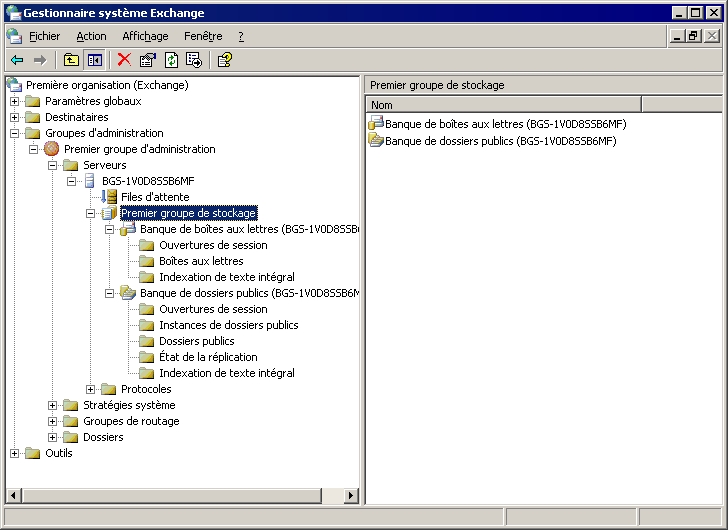 Gestionnaire système Exchange
Fichier Action Affichage Fenêtre ?
Première organisation (Exchange)
Paramètres globaux
Destinataires
Groupes d'administration
Premier groupe d'administration
Serveurs
BGS-1V0D8SSB6MF
Files d'attente
Premier groupe de stockage
Banque de boîtes aux lettres (BGS-1V0D8SSB
Ouvertures de session
Boîtes aux lettres
Indexation de texte intégral
Banque de dossiers publics (BGS-1V0D8SSB6M
Ouvertures de session
Instances de dossiers publics
Dossiers publics
État de la réplication
Indexation de texte intégral
Protocoles
Stratégies système
Groupes de routage
Dossiers
Outils
Premier groupe de stockage
Nom
Banque de boîtes aux lettres (BGS-1V0D8SSB6MF)
Banque de dossiers publics (BGS-1V0D8SSB6MF)